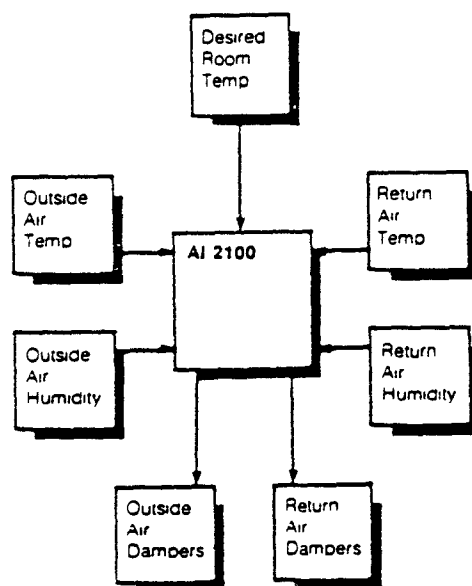 Desired
Room
Temp
Outside
Air
Temp
Return
Air
Temp
AI 2100
Outside
Air
Humidity
Return
Air
Humidity
Outside
Air
Dampers
Return
Air
Dampers